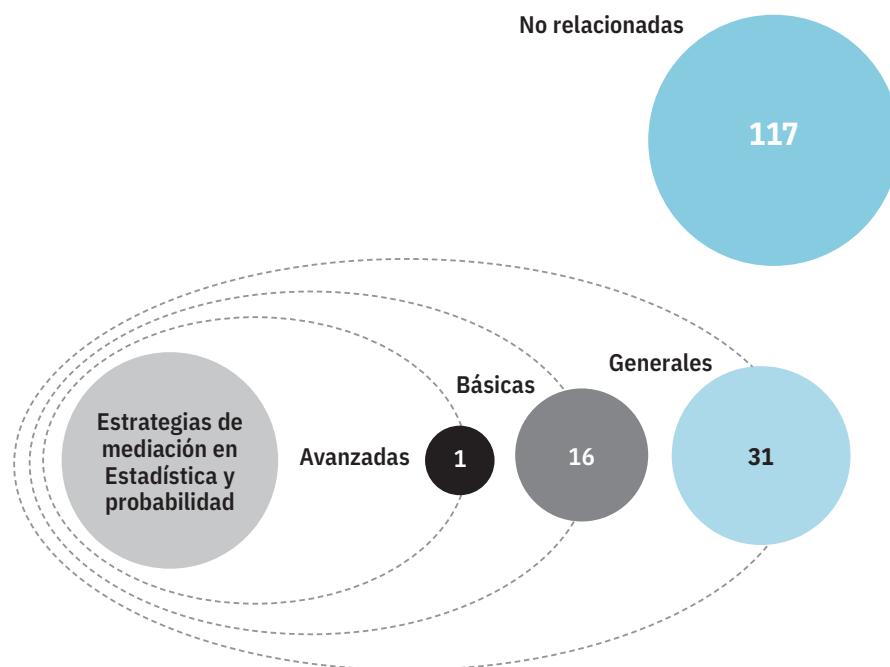 No relacionadas
117
Generales
Básicas
Estrategias de
mediación en
Estadística y
probabilidad
Avanzadas
1
16
31